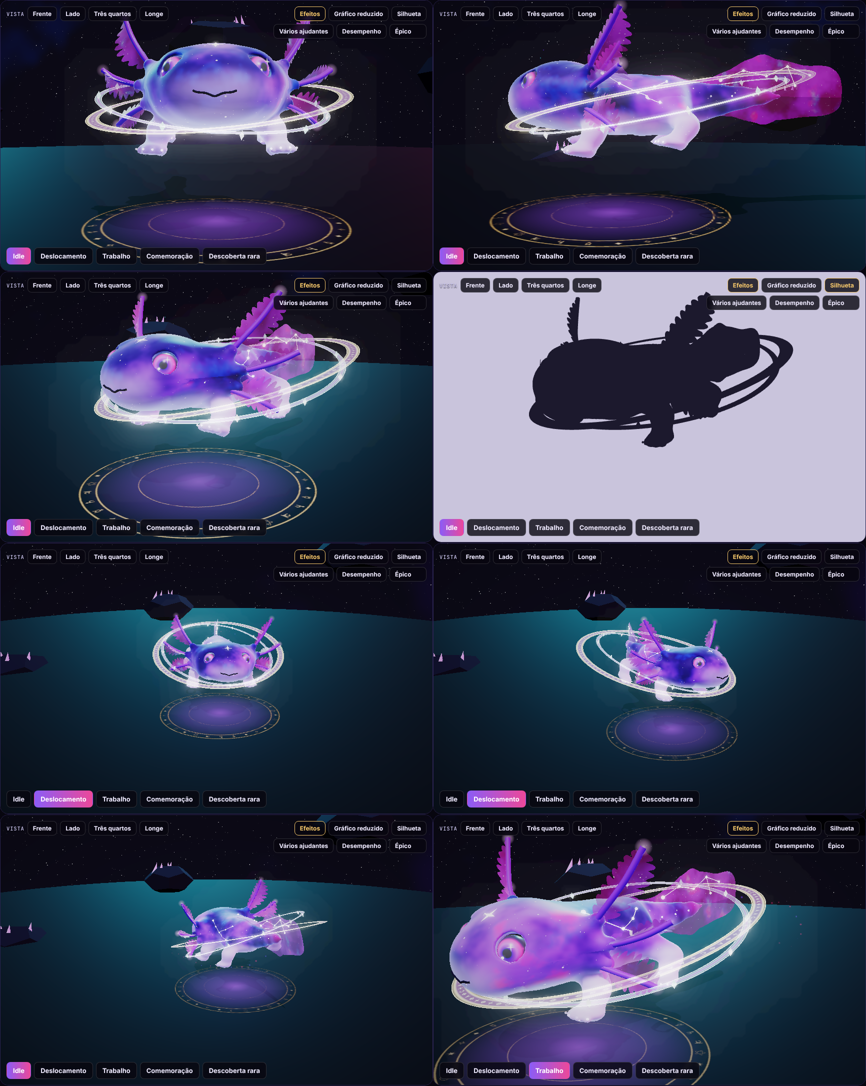 VISTA Frente Lado Três quartos Longe Efeitos Gráfico reduzido Silhueta
Vários ajudantes Desempenho Épico
Idle Deslocamento Trabalho Comemoração Descoberta rara
VISTA Frente Lado Três quartos Longe Efeitos Gráfico reduzido Silhueta
Vários ajudantes Desempenho Épico
Idle Deslocamento Trabalho Comemoração Descoberta rara
VISTA Frente Lado Três quartos Longe Efeitos Gráfico reduzido Silhueta
Vários ajudantes Desempenho Épico
Idle Deslocamento Trabalho Comemoração Descoberta rara
VISTA Frente Lado Três quartos Longe Efeitos Gráfico reduzido Silhueta
Vários ajudantes Desempenho Épico
Idle Deslocamento Trabalho Comemoração Descoberta rara
VISTA Frente Lado Três quartos Longe Efeitos Gráfico reduzido Silhueta
Vários ajudantes Desempenho Épico
Idle Deslocamento Trabalho Comemoração Descoberta rara
VISTA Frente Lado Três quartos Longe Efeitos Gráfico reduzido Silhueta
Vários ajudantes Desempenho Épico
Idle Deslocamento Trabalho Comemoração Descoberta rara
VISTA Frente Lado Três quartos Longe Efeitos Gráfico reduzido Silhueta
Vários ajudantes Desempenho Épico
Idle Deslocamento Trabalho Comemoração Descoberta rara
VISTA Frente Lado Três quartos Longe Efeitos Gráfico reduzido Silhueta
Vários ajudantes Desempenho Épico
Idle Deslocamento Trabalho Comemoração Descoberta rara